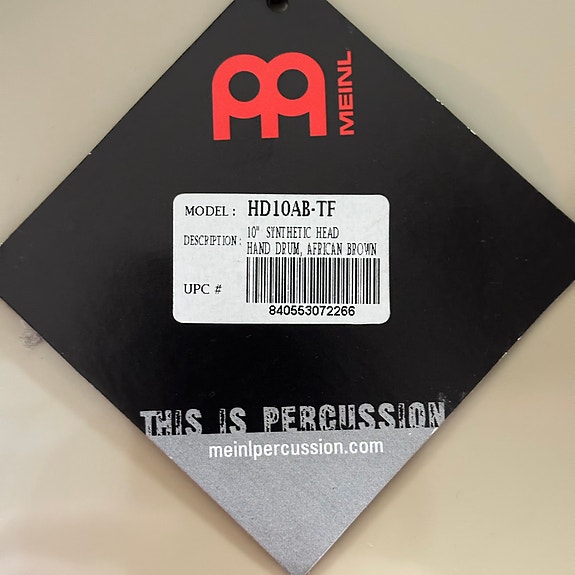 MEINL
MODEL: HD10AB-TF
DESCRIPTION: 10" SYNTHETIC HEAD
HAND DRUM, AFRICAN BROWN
UPC #
840553072266
THIS IS PERCUSSION
meinlpercussion.com